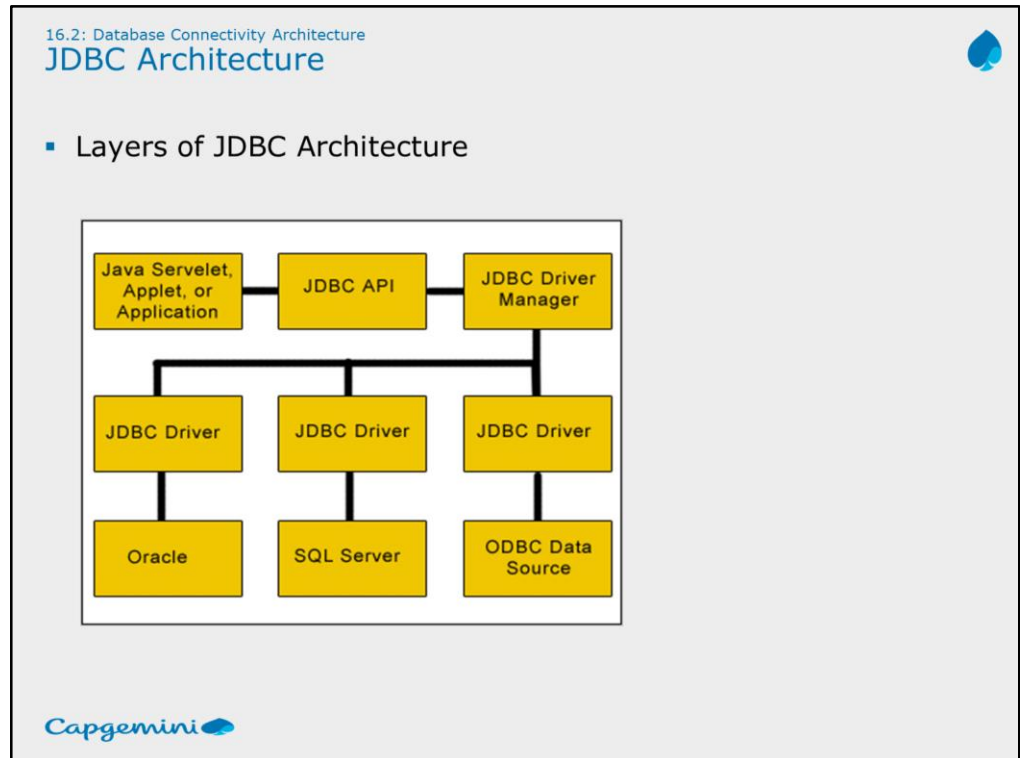 16.2: Database Connectivity Architecture
JDBC Architecture
▪ Layers of JDBC Architecture
Java Servelet,
Applet, or
Application
JDBC API
JDBC Driver
Manager
JDBC Driver
JDBC Driver
JDBC Driver
Oracle
SQL Server
ODBC Data
Source
Capgemini